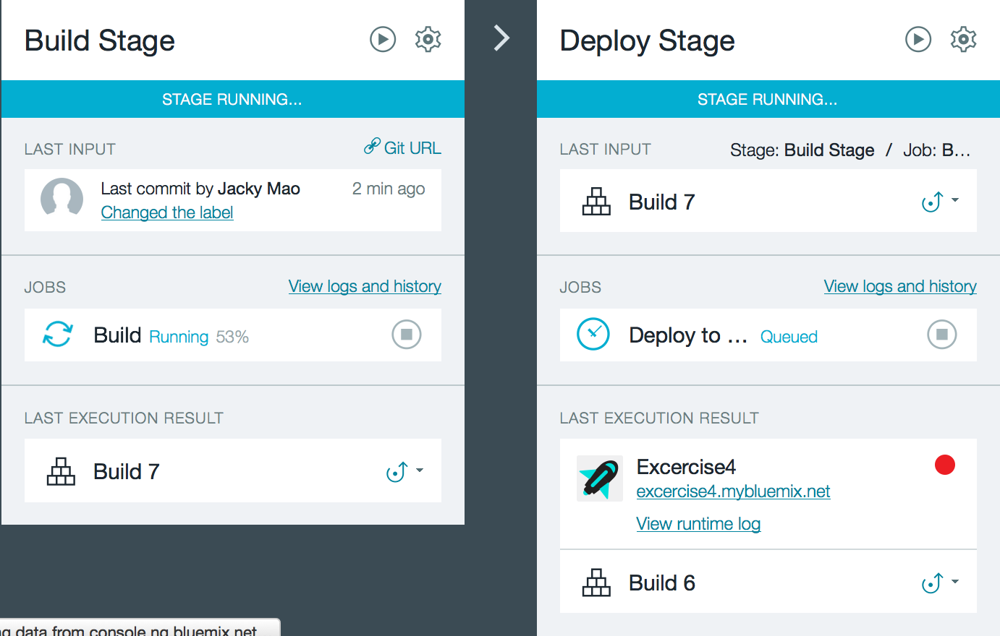 Build Stage
STAGE RUNNING...
LAST INPUT
Git URL
Last commit by Jacky Mao
2 min ago
Changed the label
JOBS
View logs and history
Build Running 53%
LAST EXECUTION RESULT
Build 7
Deploy Stage
STAGE RUNNING...
LAST INPUT
Stage: Build Stage / Job: B...
Build 7
JOBS
View logs and history
Deploy to ... Queued
LAST EXECUTION RESULT
Excercise4
excercise4.mybluemix.net
View runtime log
Build 6
data from console.ng.bluemix.net